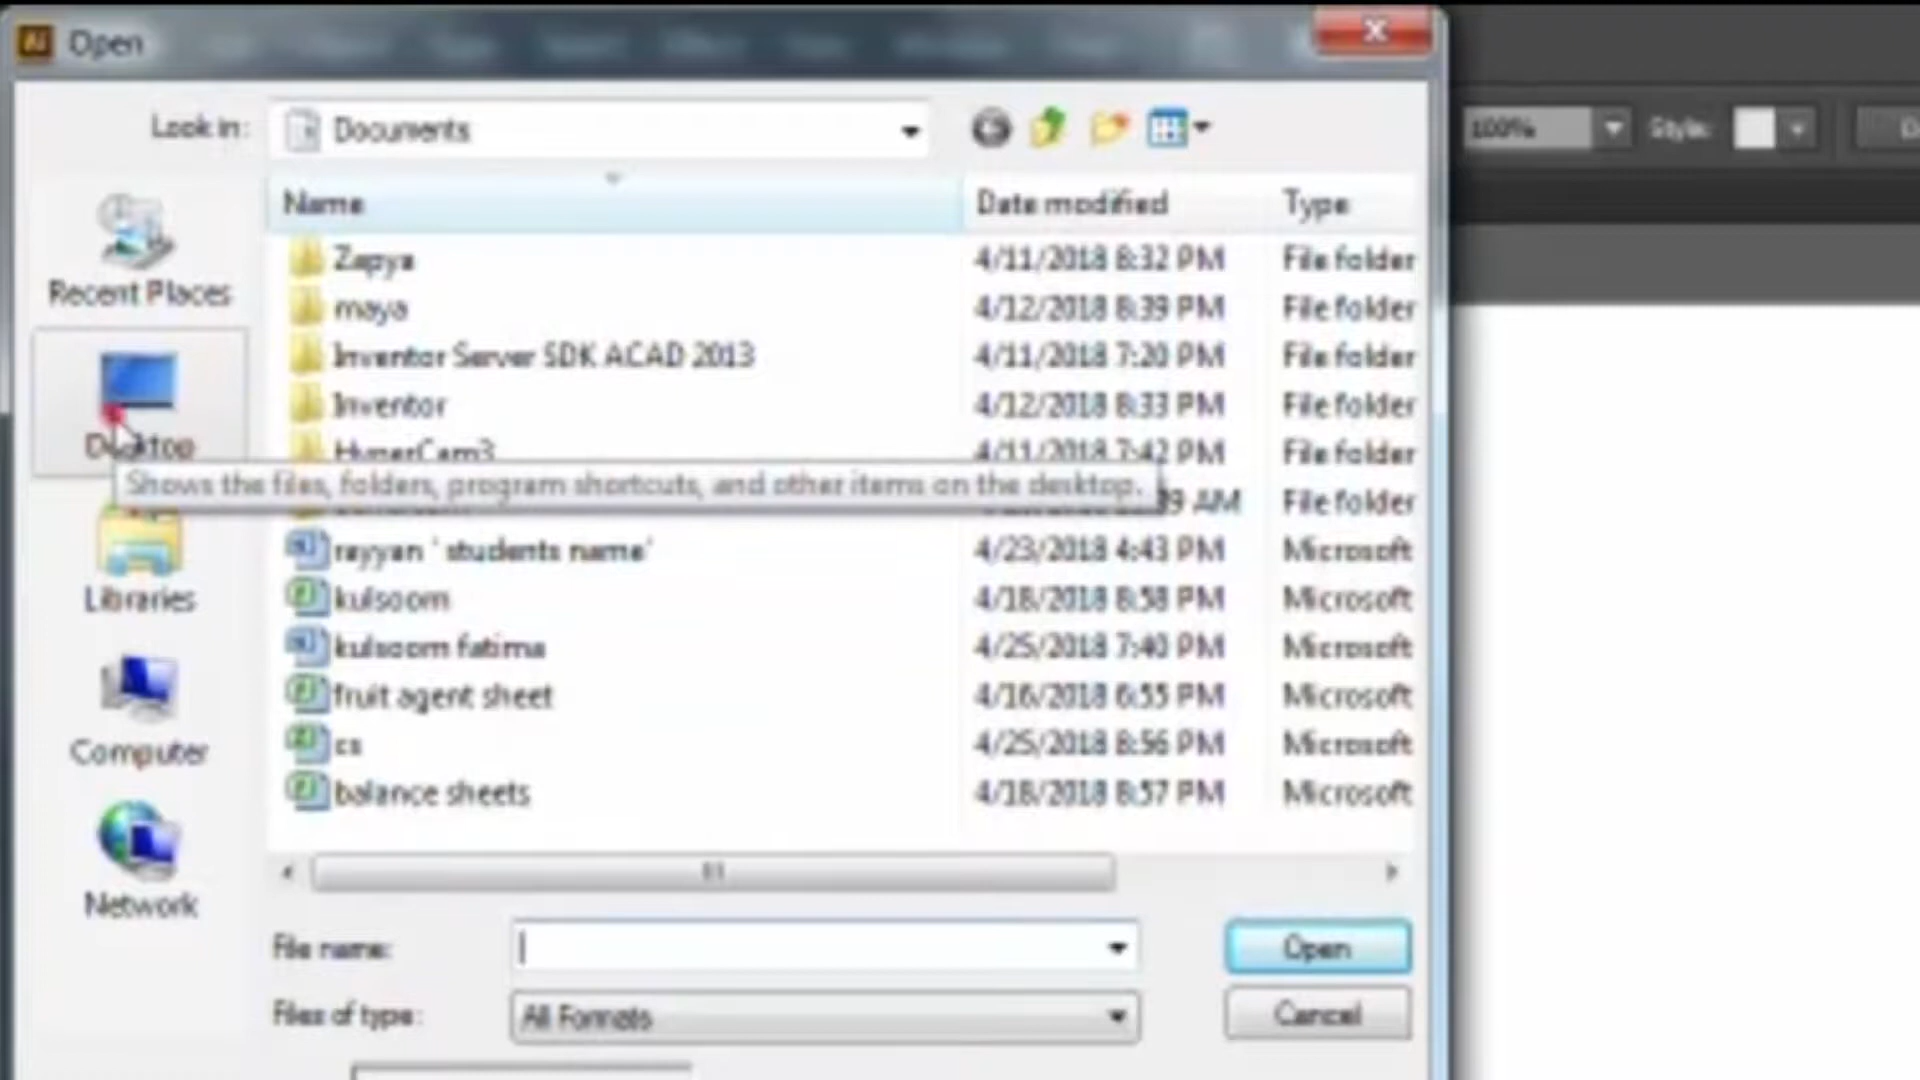 Ai Open
Look in: Documents
100% Style:
Name Date modified Type
Zapya 4/11/2018 8:32 PM File folder
maya 4/12/2018 8:39 PM File folder
Inventor Server SDK ACAD 2013 4/11/2018 7:20 PM File folder
Inventor 4/12/2018 8:33 PM File folder
HyperCam3 4/11/2018 7:42 PM File folder
Shows the files, folders, program shortcuts, and other items on the desktop.
9 AM File folder
rayyan ' students name' 4/23/2018 4:43 PM Microsoft
kulsoom 4/18/2018 8:58 PM Microsoft
kulsoom fatima 4/25/2018 7:40 PM Microsoft
fruit agent sheet 4/16/2018 6:55 PM Microsoft
cs 4/25/2018 8:56 PM Microsoft
balance sheets 4/18/2018 8:57 PM Microsoft
Recent Places
Desktop
Libraries
Computer
Network
File name: Open
Files of type: All Formats Cancel